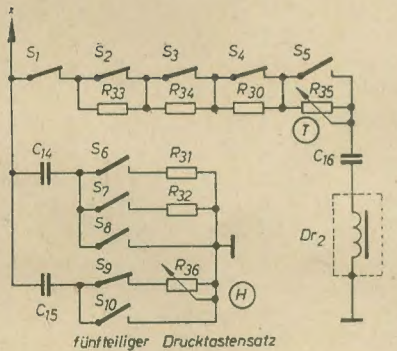 x
S1 S2 S3 S4 S5
R33 R34 R30 R35
T
C14 S6 R31 C16
S7 R32
S8 Dr2
S9 R36 H
C15 S10
fünfteiliger Drucktastensatz